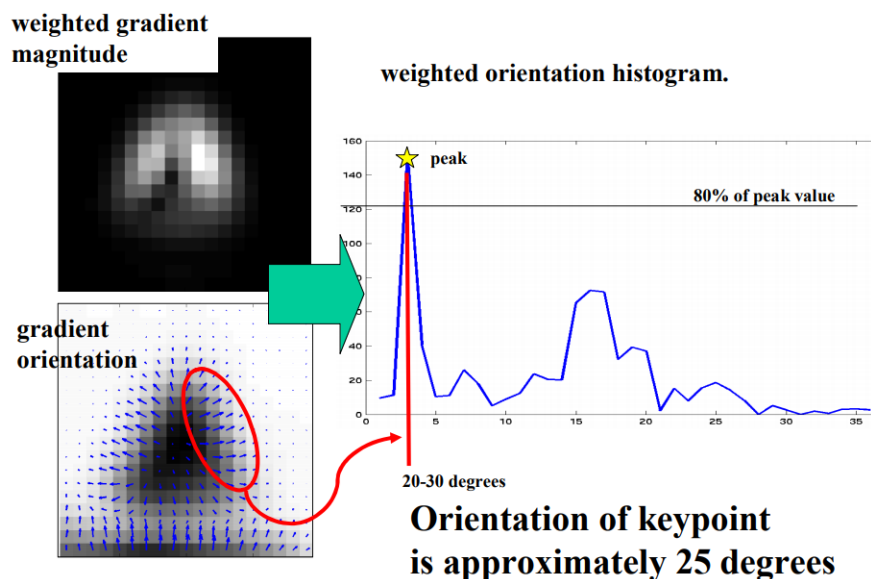 weighted gradient
magnitude
weighted orientation histogram.
160
140
120
100
80
60
40
20
0
peak
80% of peak value
0
5
10
15
20
25
30
35
gradient
orientation
20-30 degrees
Orientation of keypoint
is approximately 25 degrees